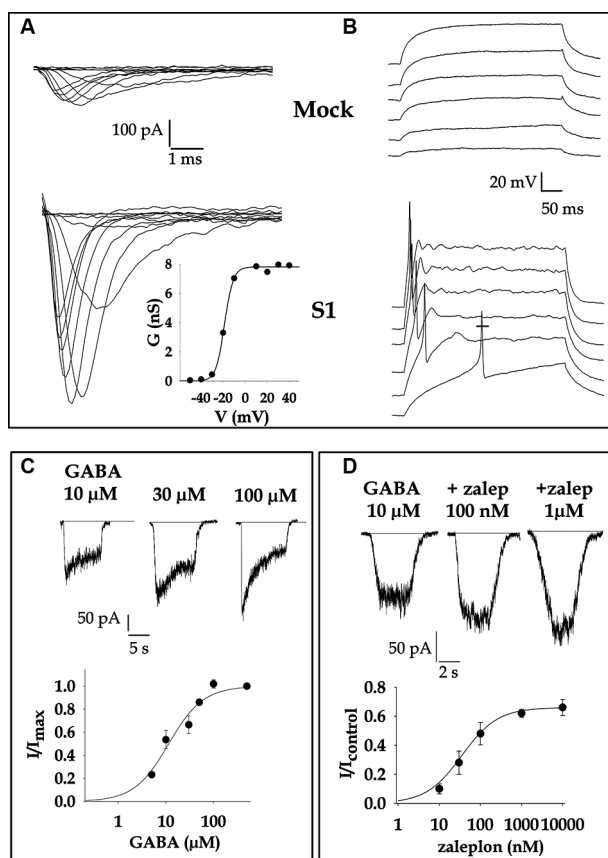 A
B
100 pA
1 ms
Mock
20 mV
50 ms
8
6
4
2
0
G (nS)
-40 -20 0 20 40
V (mV)
S1
C
GABA
10 µM
30 µM
100 µM
50 pA
5 s
1.0
0.8
0.6
0.4
0.2
0.0
I/Imax
1 10 100
GABA (µM)
D
GABA
10 µM
+ zalep
100 nM
+zalep
1µM
50 pA
2 s
0.8
0.6
0.4
0.2
0.0
I/Icontrol
1 10 100 1000 10000
zaleplon (nM)